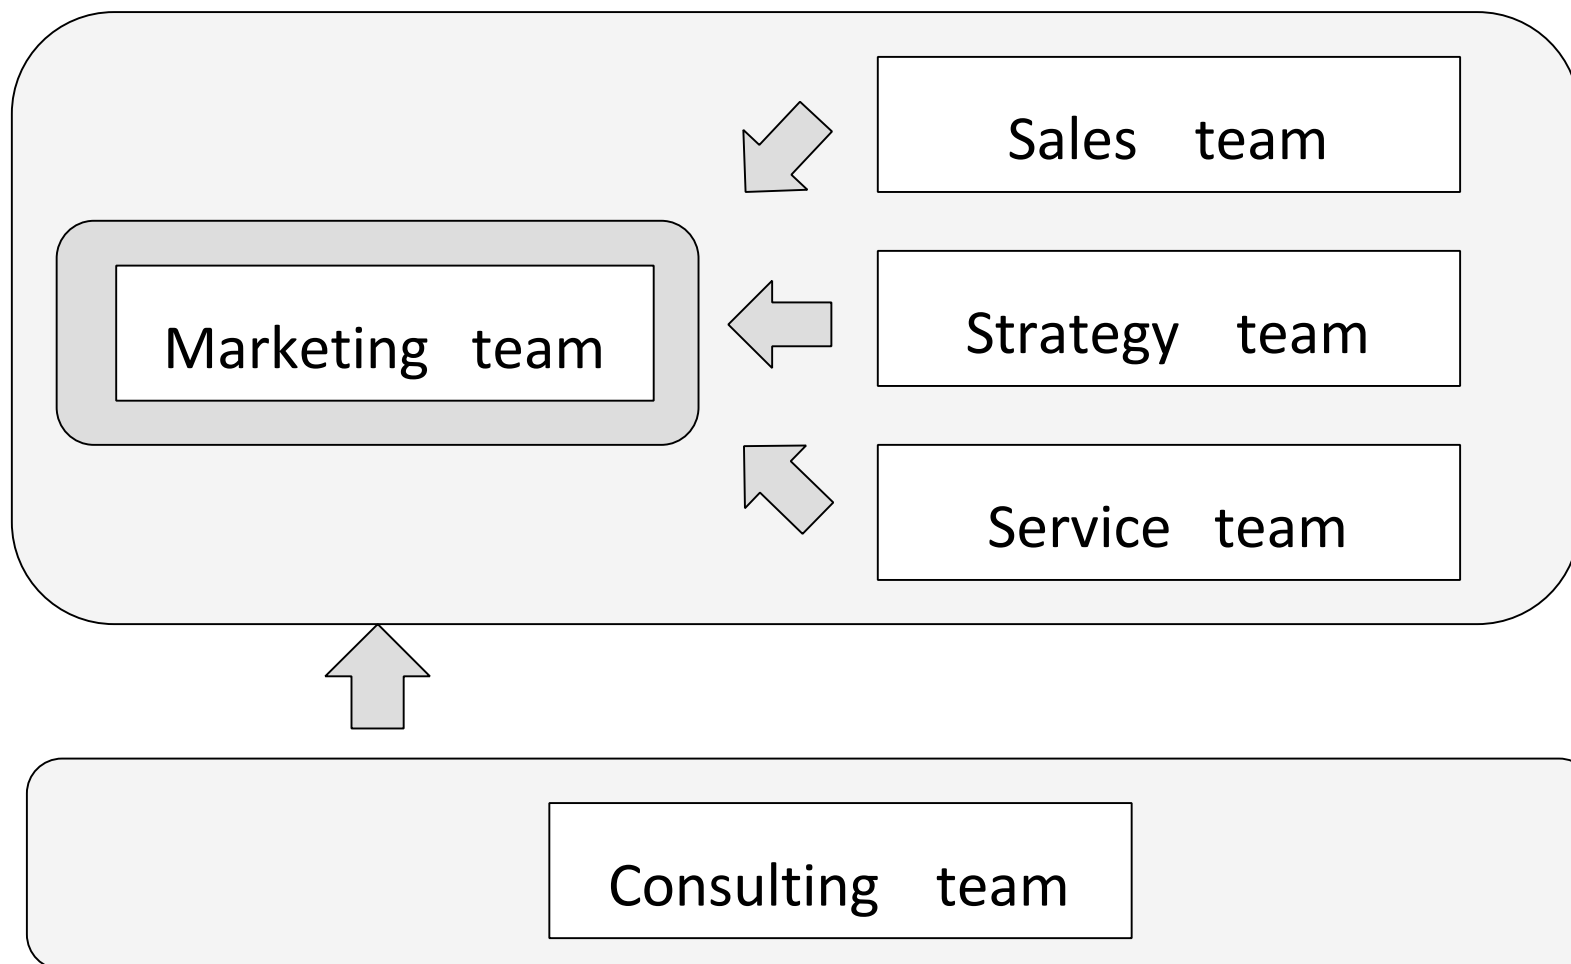 Sales team
Marketing team
Strategy team
Service team
Consulting team